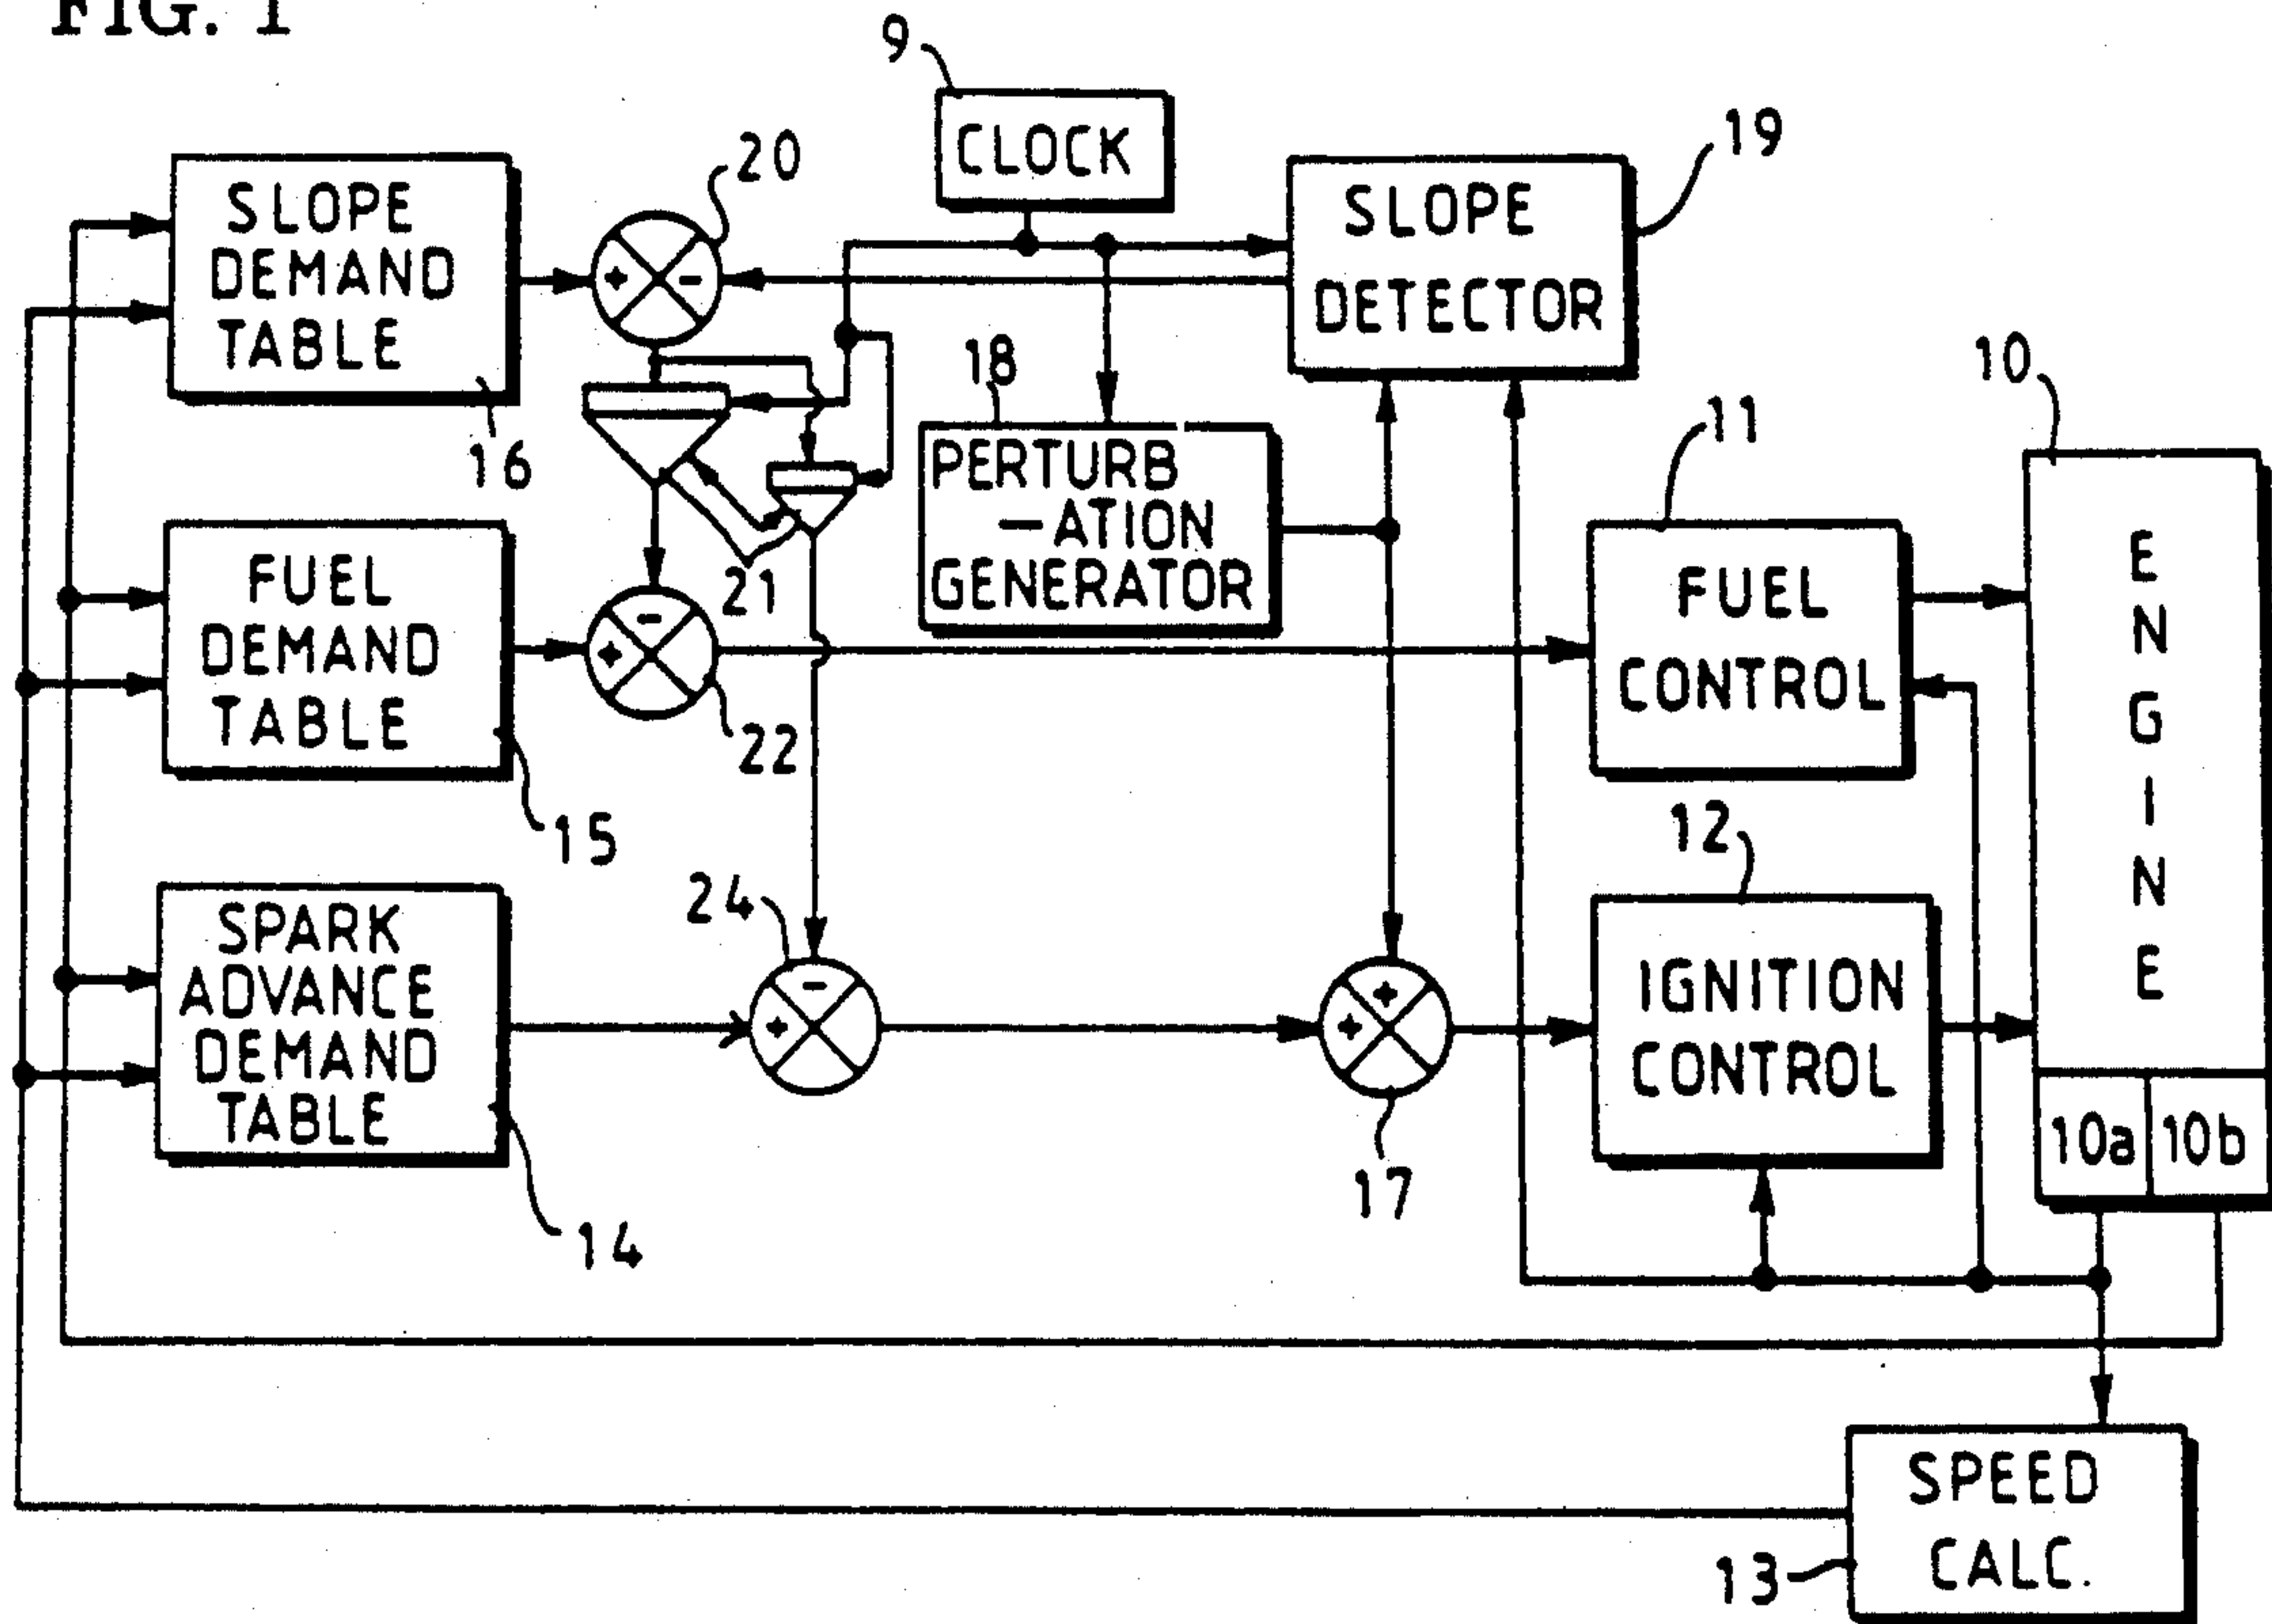 FIG. 1
9
CLOCK
20
19
SLOPE
DEMAND
TABLE
16
+
-
SLOPE
DETECTOR
18
PERTURB
-ATION
GENERATOR
21
10
11
FUEL
CONTROL
E
N
G
I
N
E
FUEL
DEMAND
TABLE
15
-
+
22
12
IGNITION
CONTROL
24
-
+
+
+
17
SPARK
ADVANCE
DEMAND
TABLE
14
10a
10b
SPEED
CALC.
13